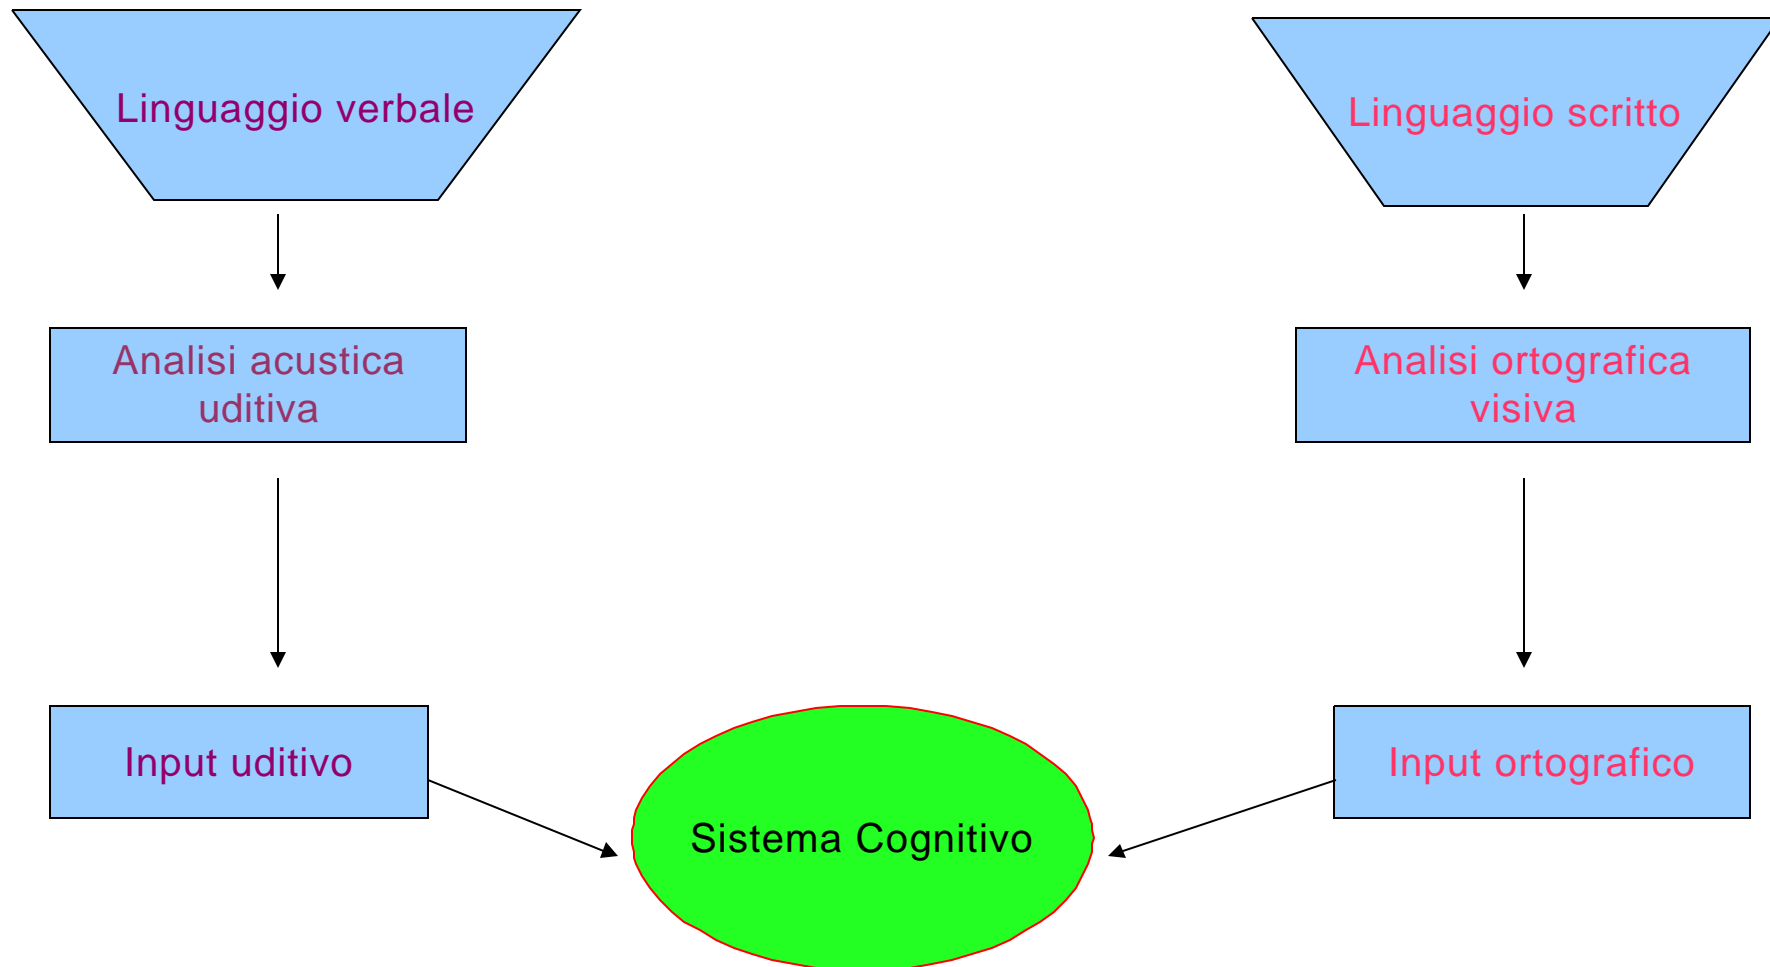 Linguaggio verbale
Linguaggio scritto
Analisi acustica
uditiva
Analisi ortografica
visiva
Input uditivo
Input ortografico
Sistema Cognitivo